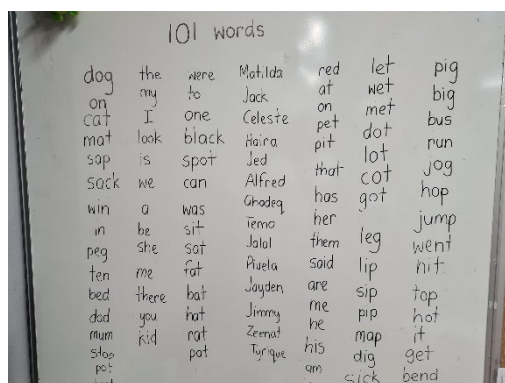 101 words
dog
on
cat
mat
sap
sack
win
in
peg
ten
bed
dad
mum
stop
pot
the
my
I
look
is
we
a
be
she
me
there
you
kid
were
to
one
black
spot
can
was
sit
sat
fat
bat
hat
rat
pat
Matilda
Jack
Celeste
Haira
Jed
Alfred
Ghadeq
Temo
Jalal
Piuela
Jayden
Jimmy
Zeenat
Tyrique
red
at
on
pet
pit
that
has
her
them
said
are
me
he
his
am
let
wet
met
dot
lot
cot
got
leg
lip
sip
pip
map
dig
sick
pig
big
bus
run
jog
hop
jump
went
hit
top
hot
it
get
bend